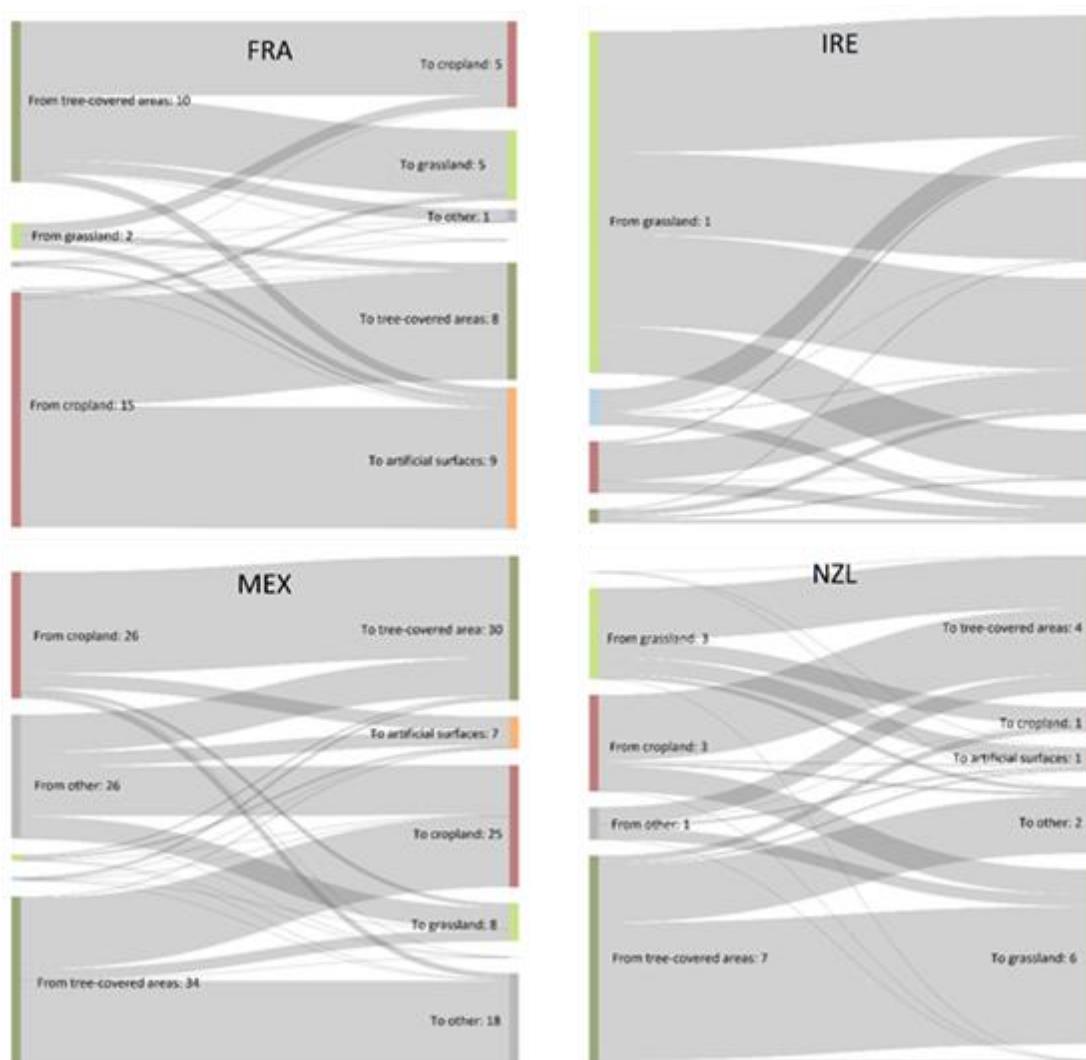 FRA
To cropland: 5
From tree-covered areas: 10
To grassland: 5
To other: 1
From grassland: 2
To tree-covered areas: 8
From cropland: 15
To artificial surfaces: 9
IRE
From grassland: 1
MEX
From cropland: 26
To tree-covered area: 30
To artificial surfaces: 7
From other: 26
To cropland: 25
To grassland: 8
From tree-covered areas: 34
To other: 18
NZL
From grassland: 3
To tree-covered areas: 4
To cropland: 1
From cropland: 3
To artificial surfaces: 1
From other: 1
To other: 2
From tree-covered areas: 7
To grassland: 6